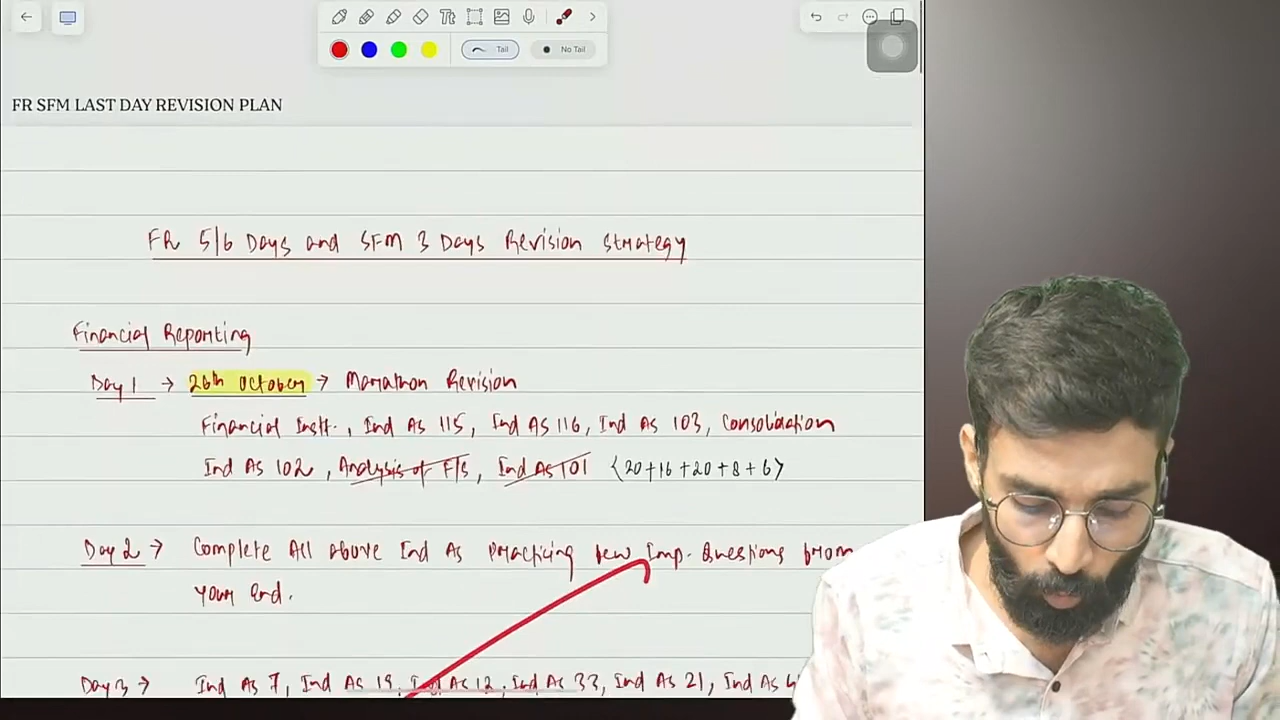 Tail
No Tail
FR SFM LAST DAY REVISION PLAN
FR 5/6 Days and SFM 3 Days Revision Strategy
Financial Reporting
Day 1 → 26th October → Marathon Revision
Financial Instr., Ind As 115, Ind AS 116, Ind AS 103, Consolidation
Ind As 102, Analysis of F/s, Ind As 101 (20+16+20+8+6)
Day 2 → Complete All above Ind As Practicing few Imp. Questions from
your End.
Day 3 → Ind As 7, Ind As 19, Ind As 12, Ind As 33, Ind As 21, Ind As